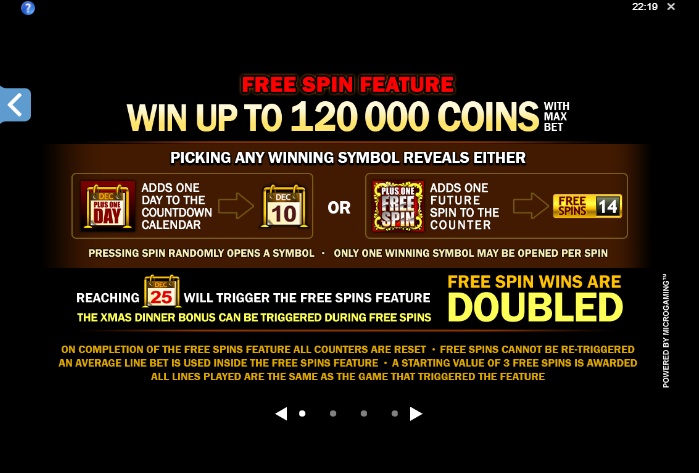 ?
22:19 ✕
FREE SPIN FEATURE
WIN UP TO 120 000 COINS WITH MAX BET
PICKING ANY WINNING SYMBOL REVEALS EITHER
DEC
PLUS ONE
DAY
ADDS ONE
DAY TO THE
COUNTDOWN
CALENDAR
DEC
10
OR
PLUS ONE
FREE
SPIN
ADDS ONE
FUTURE
SPIN TO THE
COUNTER
FREE
SPINS 14
PRESSING SPIN RANDOMLY OPENS A SYMBOL · ONLY ONE WINNING SYMBOL MAY BE OPENED PER SPIN
REACHING DEC 25 WILL TRIGGER THE FREE SPINS FEATURE
THE XMAS DINNER BONUS CAN BE TRIGGERED DURING FREE SPINS
FREE SPIN WINS ARE
DOUBLED
ON COMPLETION OF THE FREE SPINS FEATURE ALL COUNTERS ARE RESET · FREE SPINS CANNOT BE RE-TRIGGERED
AN AVERAGE LINE BET IS USED INSIDE THE FREE SPINS FEATURE · A STARTING VALUE OF 3 FREE SPINS IS AWARDED
ALL LINES PLAYED ARE THE SAME AS THE GAME THAT TRIGGERED THE FEATURE
POWERED BY MICROGAMING™